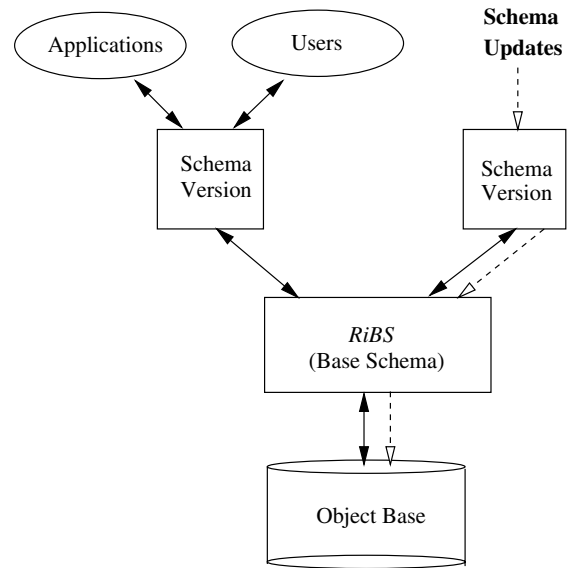 Applications
Users
Schema
Updates
Schema
Version
Schema
Version
RiBS
(Base Schema)
Object Base